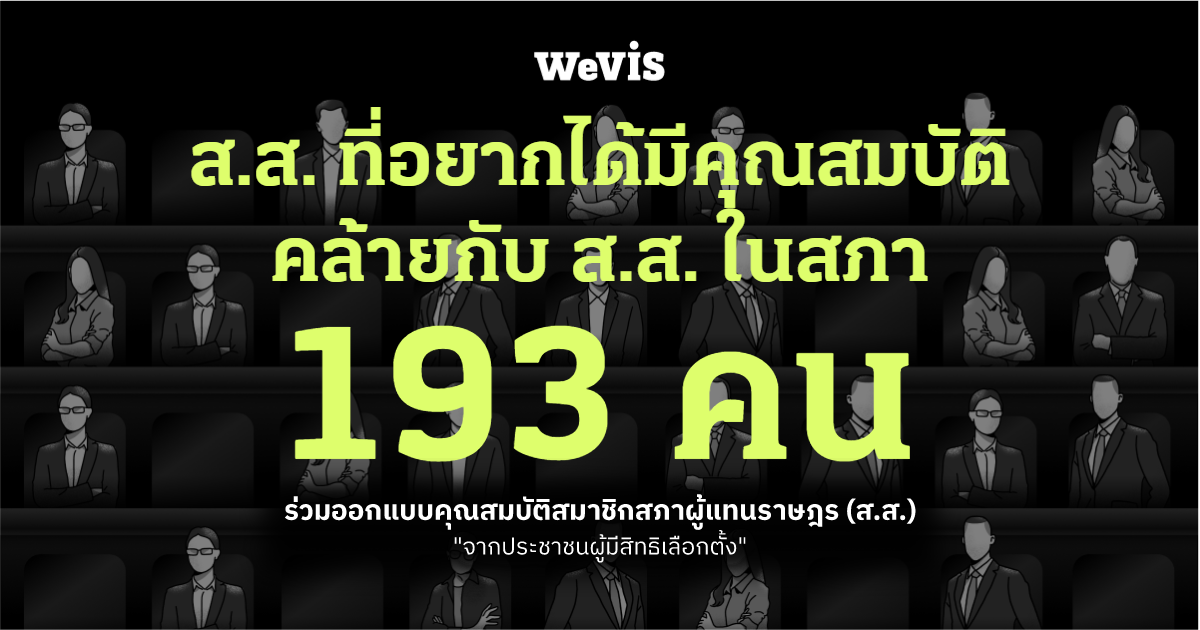 WeVIS
ส.ส. ที่อยากได้มีคุณสมบัติ
คล้ายกับ ส.ส. ในสภา
193 คน
ร่วมออกแบบคุณสมบัติสมาชิกสภาผู้แทนราษฎร (ส.ส.)
"จากประชาชนผู้มีสิทธิเลือกตั้ง"